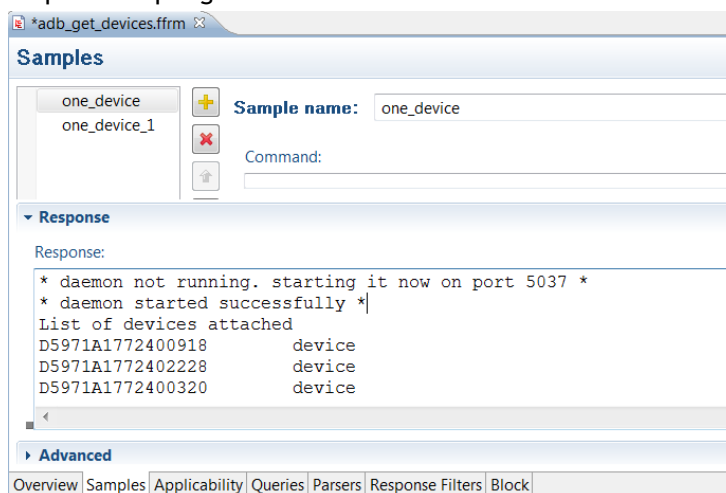 *adb_get_devices.ffrm
Samples
one_device
one_device_1
Sample name: one_device
Command:
Response
Response:
* daemon not running. starting it now on port 5037 *
* daemon started successfully *
List of devices attached
D5971A1772400918 device
D5971A1772402228 device
D5971A1772400320 device
Advanced
Overview Samples Applicability Queries Parsers Response Filters Block